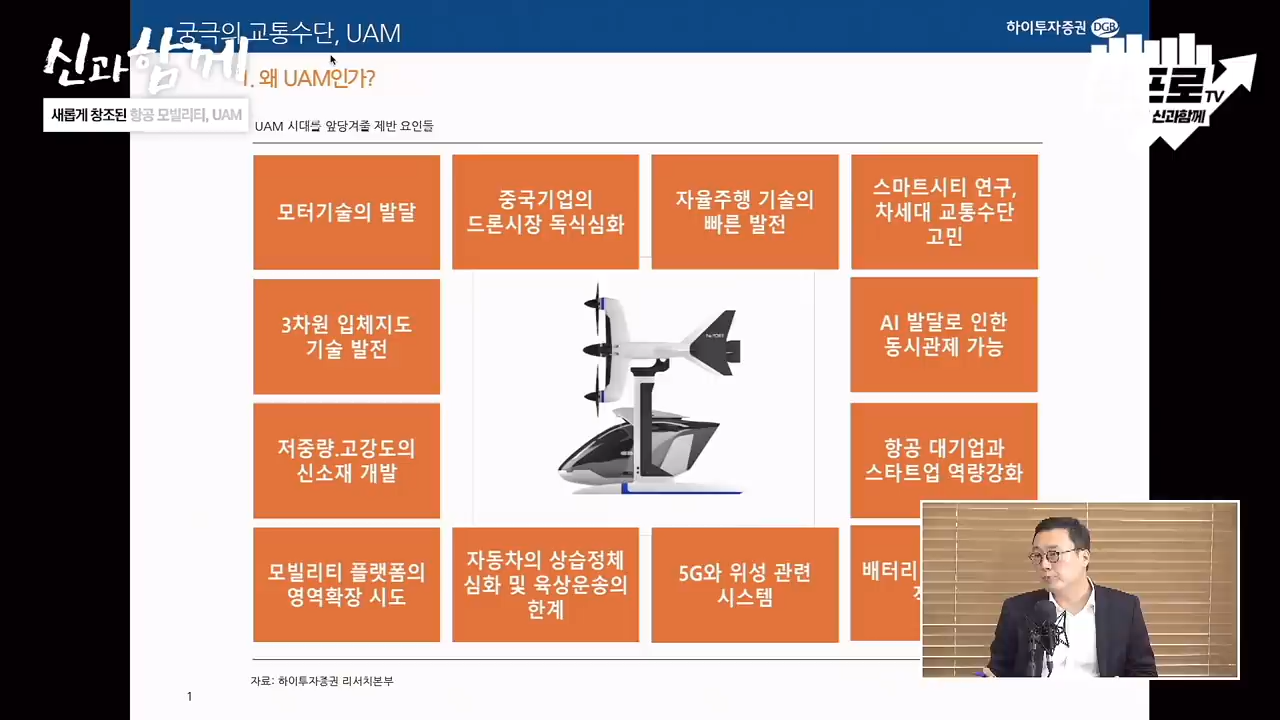 궁극의 교통수단, UAM
하이투자증권 DGB
신과함께
새롭게 창조된 항공 모빌리티, UAM
프로TV
신과함께
1. 왜 UAM인가?
UAM 시대를 앞당겨줄 제반 요인들
모터기술의 발달
중국기업의
드론시장 독식심화
자율주행 기술의
빠른 발전
스마트시티 연구,
차세대 교통수단
고민
3차원 입체지도
기술 발전
AI 발달로 인한
동시관제 가능
저중량.고강도의
신소재 개발
항공 대기업과
스타트업 역량강화
모빌리티 플랫폼의
영역확장 시도
자동차의 상습정체
심화 및 육상운송의
한계
5G와 위성 관련
시스템
배터리
자료: 하이투자증권 리서치본부
1